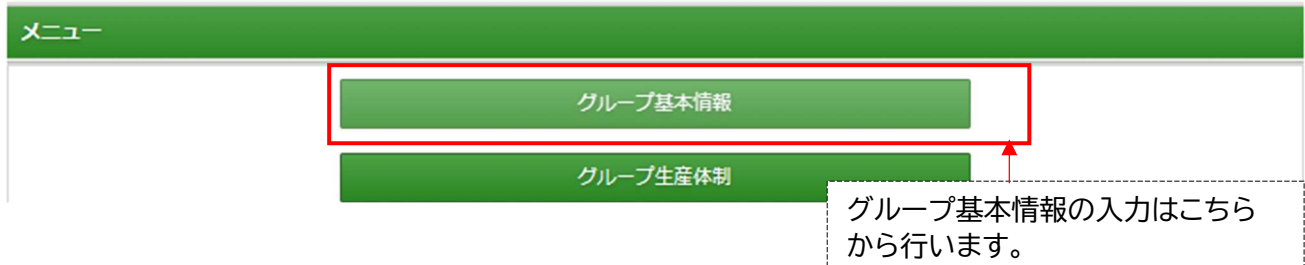 メニュー
グループ基本情報
グループ生産体制
グループ基本情報の入力はこちら
から行います。